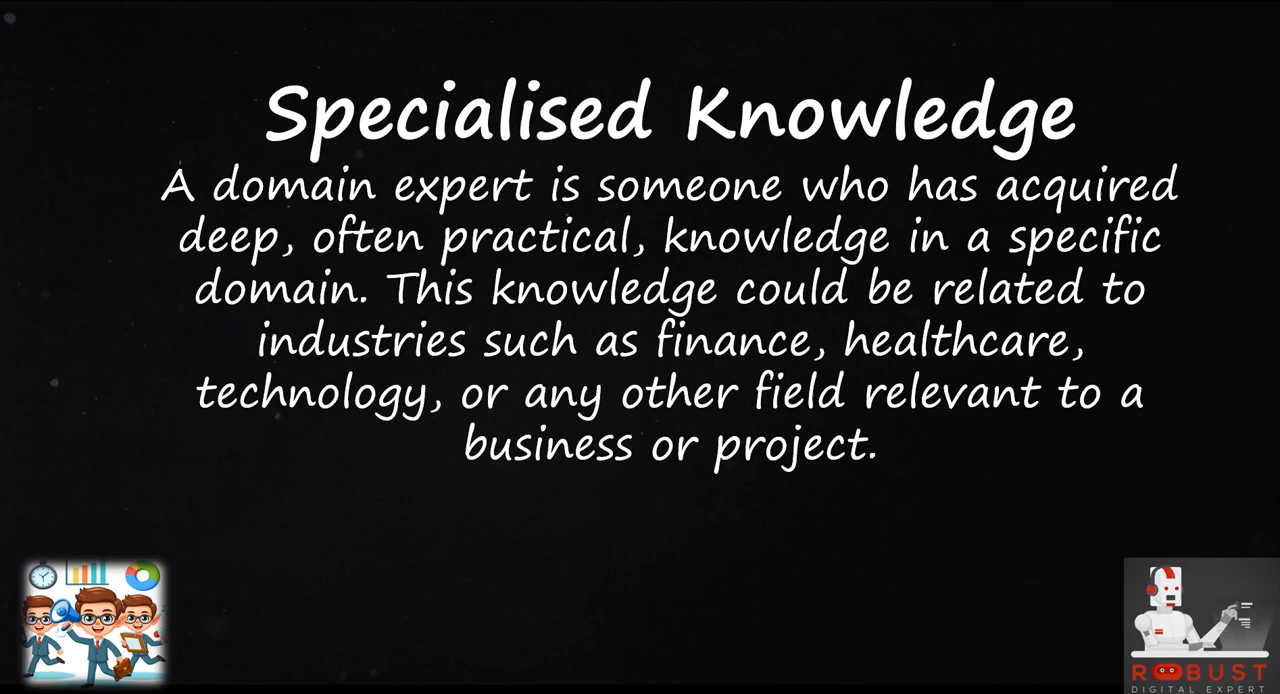 Specialised Knowledge
A domain expert is someone who has acquired
deep, often practical, knowledge in a specific
domain. This knowledge could be related to
industries such as finance, healthcare,
technology, or any other field relevant to a
business or project.
ROBUST
DIGITAL EXPERT